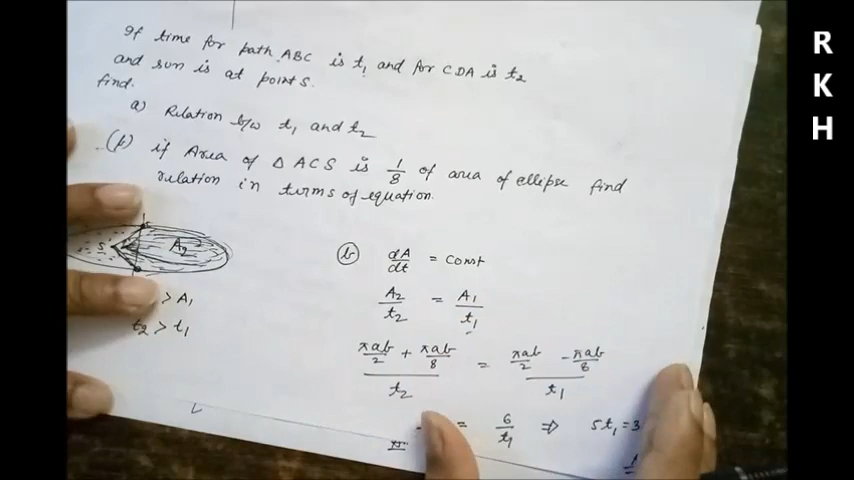 If time for path ABC is t₁ and for CDA is t₂
and sun is at point S.
find.
a) Relation b/w t₁ and t₂
(b) if Area of Δ ACS is 1/8 of area of ellipse find
relation in terms of equation.
S A₂
> A₁
t₂ > t₁
(b) dA/dt = const
A₂/t₂ = A₁/t₁
(πab/2 + πab/8)/t₂ = (πab/2 - πab/8)/t₁
= 6/t₁ ⇒ 5t₁ = 3
R
K
H